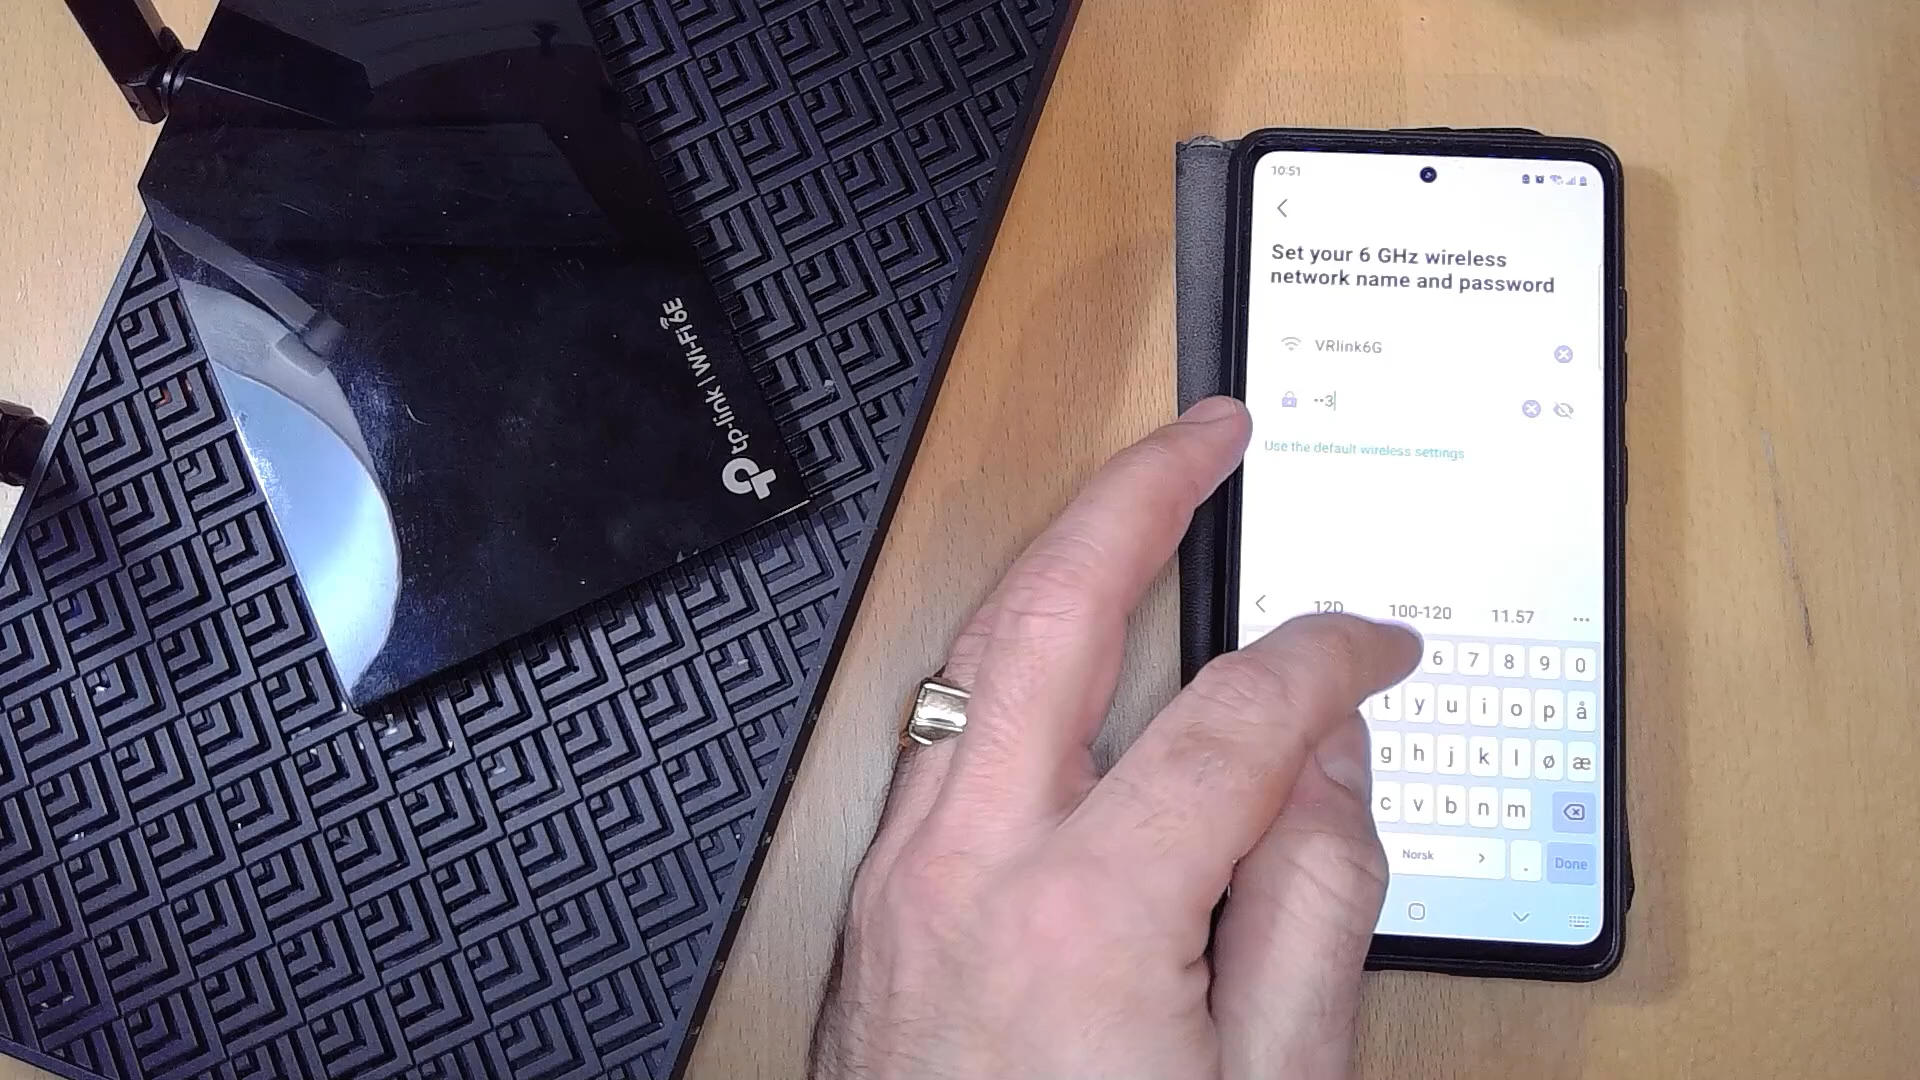 tp-link | Wi-Fi 6E
10:51
Set your 6 GHz wireless
network name and password
VRlink6G
••3
Use the default wireless settings
12D 100-120 11.57 ...
6 7 8 9 0
t y u i o p å
g h j k l ø æ
c v b n m
Norsk > . Done